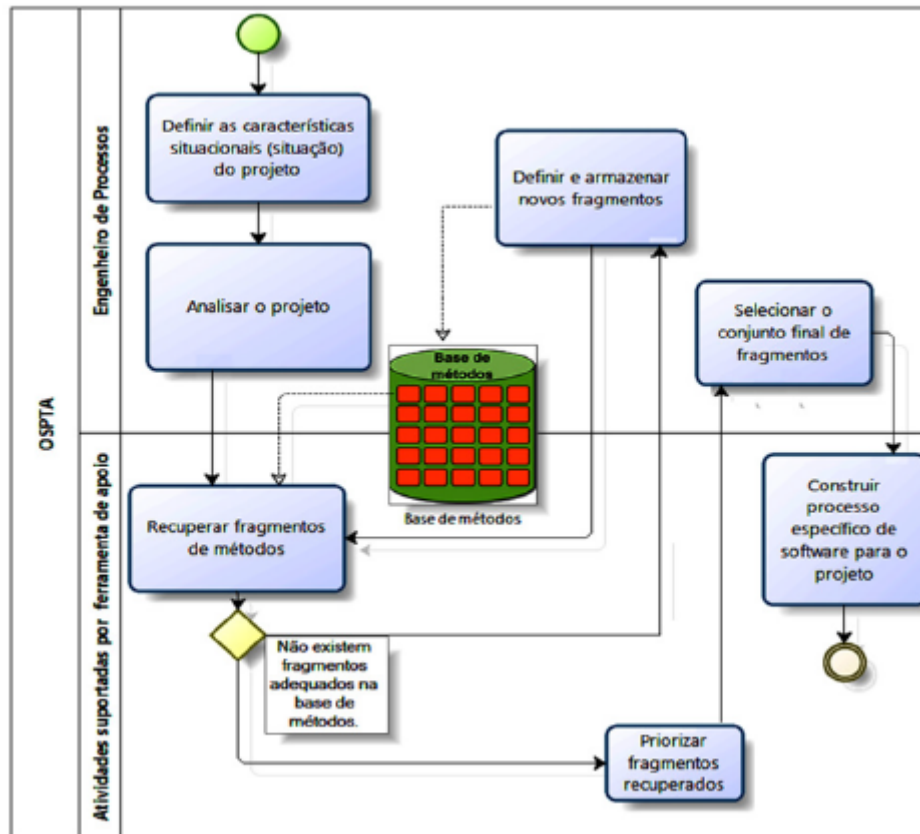 OSPTA
Engenheiro de Processos
Atividades suportadas por ferramenta de apoio
Definir as características
situacionais (situação)
do projeto
Analisar o projeto
Definir e armazenar
novos fragmentos
Base de
métodos
Base de métodos
Selecionar o
conjunto final de
fragmentos
Recuperar fragmentos
de métodos
Construir
processo
específico de
software para o
projeto
Não existem
fragmentos
adequados na
base de
métodos.
Priorizar
fragmentos
recuperados